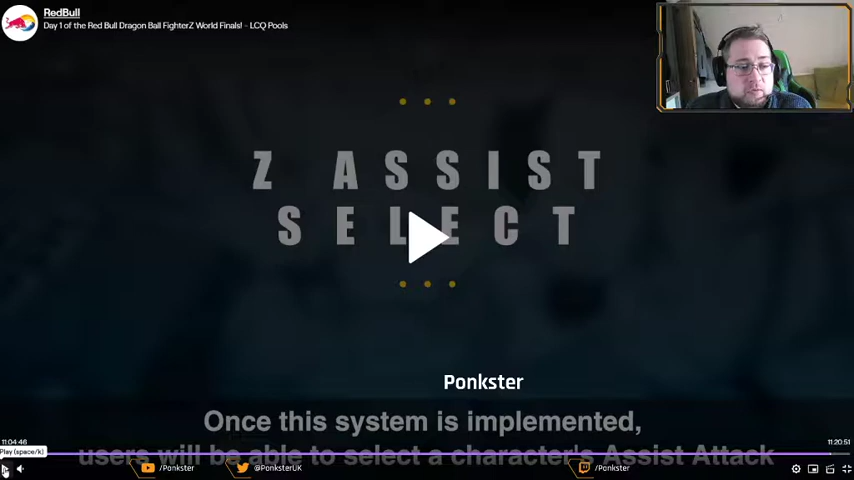 RedBull
Day 1 of the Red Bull Dragon Ball FighterZ World Finals! - LCQ Pools
Z ASSIST
SELECT
Ponkster
Once this system is implemented,
users will be able to select a character's Assist Attack
11:04:46
11:20:51
Play (space/k)
/Ponkster
@PonksterUK
/Ponkster